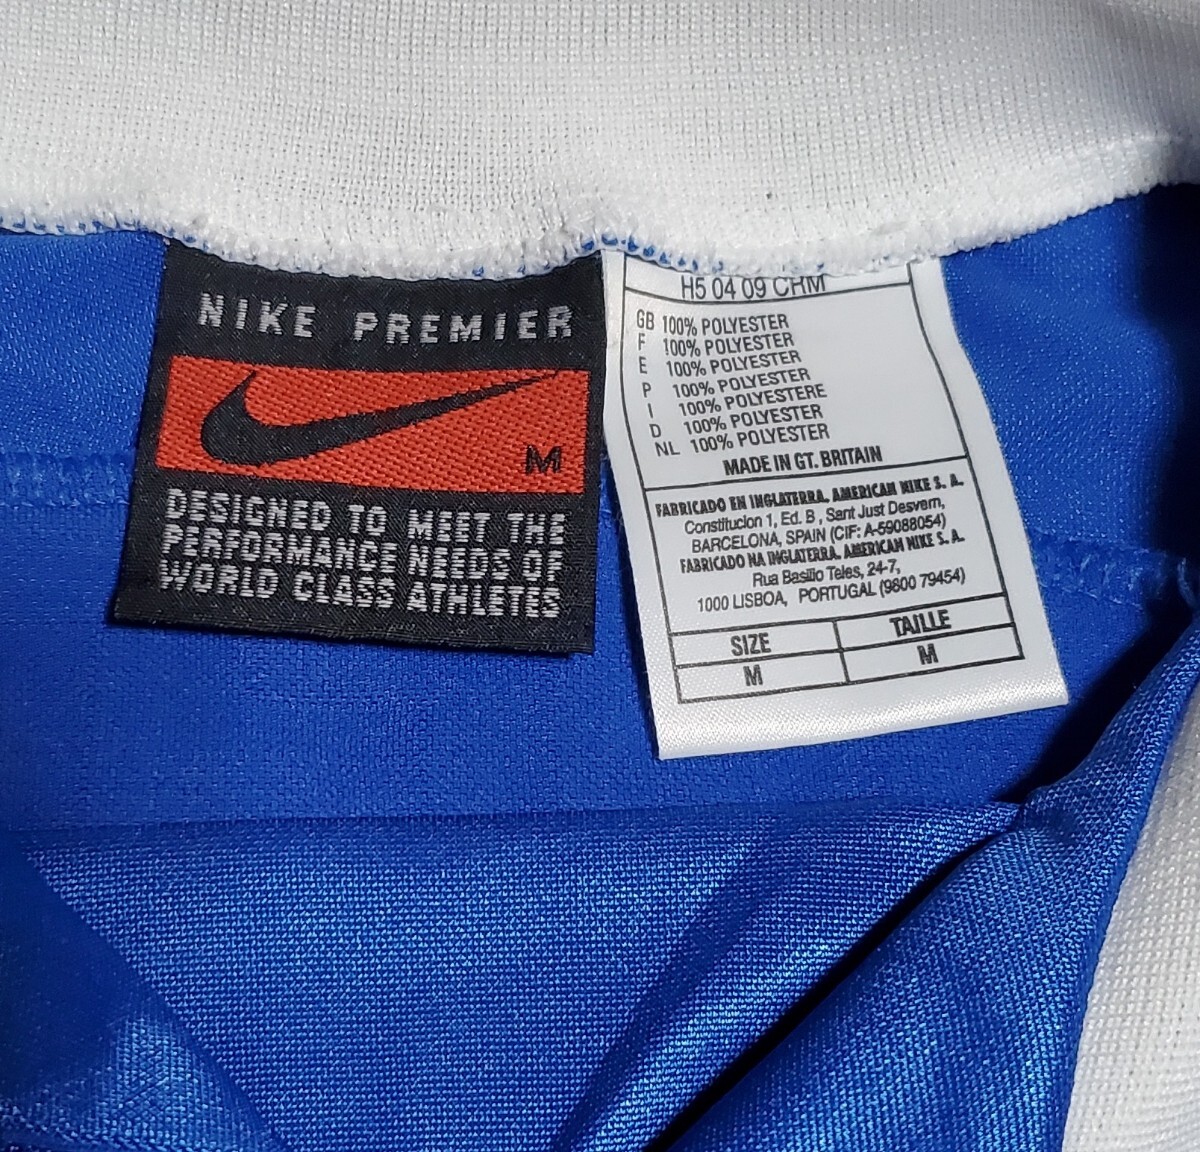 NIKE PREMIER
M
DESIGNED TO MEET THE
PERFORMANCE NEEDS OF
WORLD CLASS ATHLETES
H5 04 09 CHM
GB 100% POLYESTER
F 100% POLYESTER
E 100% POLYESTER
P 100% POLYESTER
I 100% POLYESTERE
D 100% POLYESTER
NL 100% POLYESTER
MADE IN GT. BRITAIN
FABRICADO EN INGLATERRA. AMERICAN NIKE S. A.
Constitucion 1, Ed. B , Sant Just Desvern,
BARCELONA, SPAIN (CIF: A-59088054)
FABRICADO NA INGLATERRA. AMERICAN NIKE S. A.
Rua Basilio Teles, 24-7,
1000 LISBOA, PORTUGAL (9800 79454)
SIZE TAILLE
M M